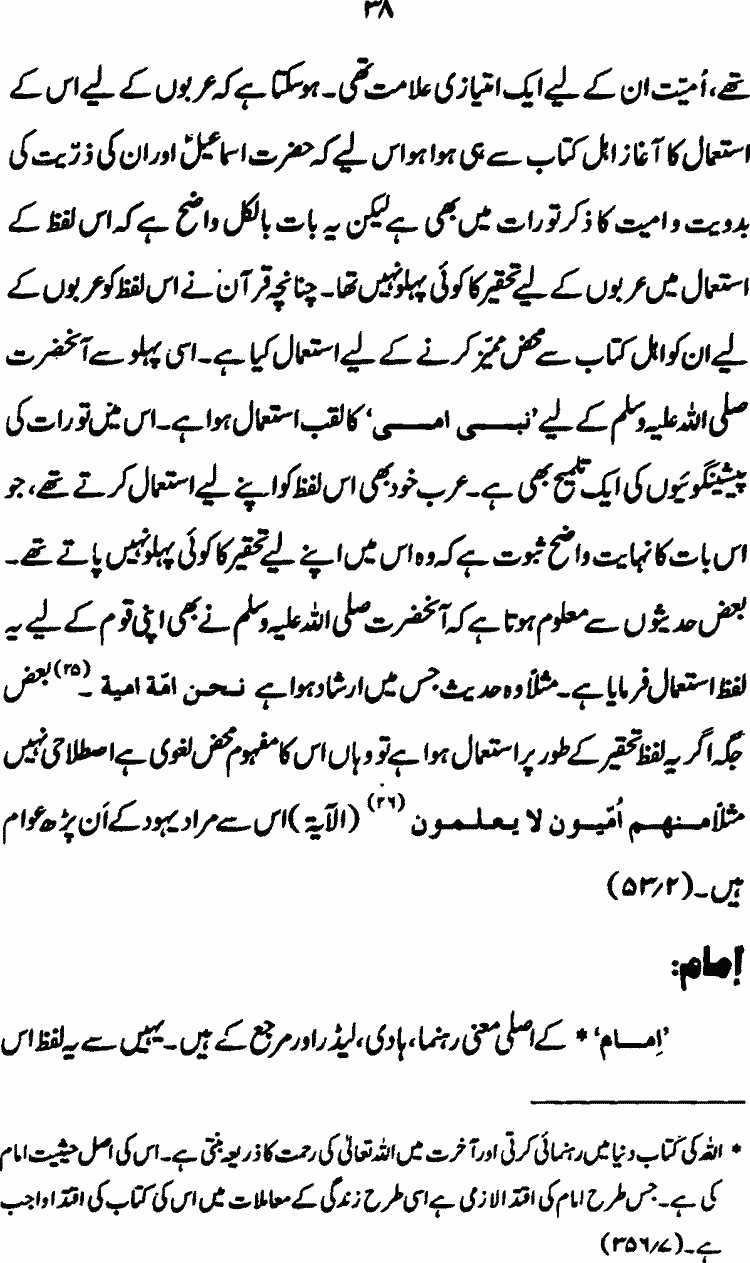 ۳۸
تھے، اُمیّت ان کے لیے ایک امتیازی علامت تھی۔ ہو سکتا ہے کہ عربوں کے لیے اس کے
استعمال کا آغاز اہل کتاب سے ہی ہوا ہو اس لیے کہ حضرت اسماعیلؑ اور ان کی ذرّیت کی
بدویت و امیت کا ذکر تورات میں بھی ہے لیکن یہ بات بالکل واضح ہے کہ اس لفظ کے
استعمال میں عربوں کے لیے تحقیر کا کوئی پہلو نہیں تھا۔ چنانچہ قرآن نے اس لفظ کو عربوں کے
لیے ان کو اہل کتاب سے محض ممیّز کرنے کے لیے استعمال کیا ہے۔ اسی پہلو سے آنحضرت
صلی اللہ علیہ وسلم کے لیے ’نبی امی‘ کا لقب استعمال ہوا ہے۔ اس میں تورات کی
پیشینگوئیوں کی ایک تلمیح بھی ہے۔ عرب خود بھی اس لفظ کو اپنے لیے استعمال کرتے تھے، جو
اس بات کا نہایت واضح ثبوت ہے کہ وہ اس میں اپنے لیے تحقیر کا کوئی پہلو نہیں پاتے تھے۔
بعض حدیثوں سے معلوم ہوتا ہے کہ آنحضرت صلی اللہ علیہ وسلم نے بھی اپنی قوم کے لیے یہ
لفظ استعمال فرمایا ہے۔ مثلاً وہ حدیث جس میں ارشاد ہوا ہے نحن امّة امیة ۔(۲۵) بعض
جگہ اگر یہ لفظ تحقیر کے طور پر استعمال ہوا ہے تو وہاں اس کا مفہوم محض لغوی ہے اصطلاحی نہیں
مثلاً منهم اُمّیون لا یعلمون (۲۶) (الآیة) اس سے مراد یہود کے اَن پڑھ عوام
ہیں۔ (۵۳/۲)
اِمام:
’اِمام‘ * کے اصلی معنی رہنما، ہادی، لیڈر اور مرجع کے ہیں۔ یہیں سے یہ لفظ اس
* اللہ کی کتاب دنیا میں رہنمائی کرتی اور آخرت میں اللہ تعالیٰ کی رحمت کا ذریعہ بنتی ہے۔ اس کی اصل حیثیت امام
کی ہے۔ جس طرح امام کی اقتدا لازمی ہے اسی طرح زندگی کے معاملات میں اس کی کتاب کی اقتدا واجب
ہے۔ (۳۵۶/۷)